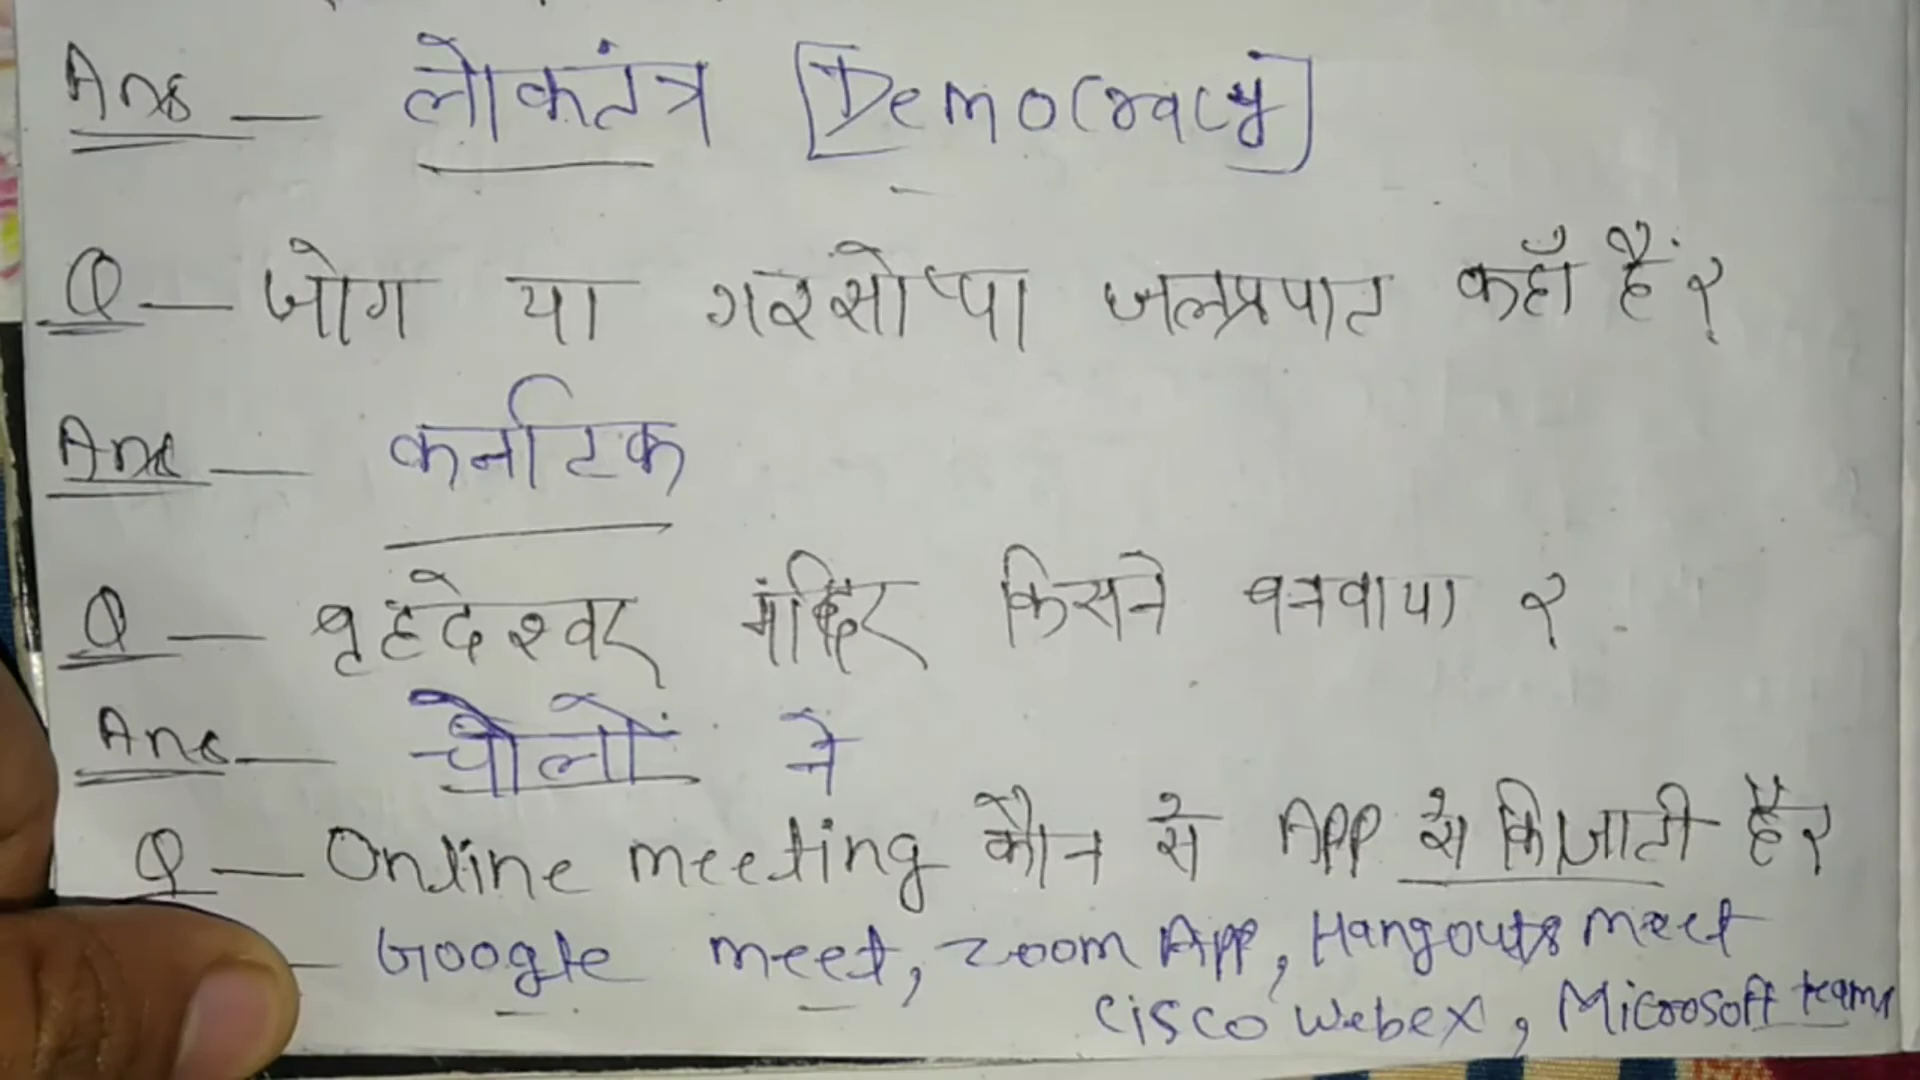 Ans — लोकतंत्र [Democracy]
Q — जोग या गरसोप्पा जलप्रपात कहाँ हैं?
Ans — कर्नाटक
Q — बृहदेश्वर मंदिर किसने बनवाया ?
Ans — चोलों ने
Q — Online meeting कौन से APP से कि जाती हैं?
— Google meet, Zoom App, Hangouts meet
Cisco Webex, Microsoft teams